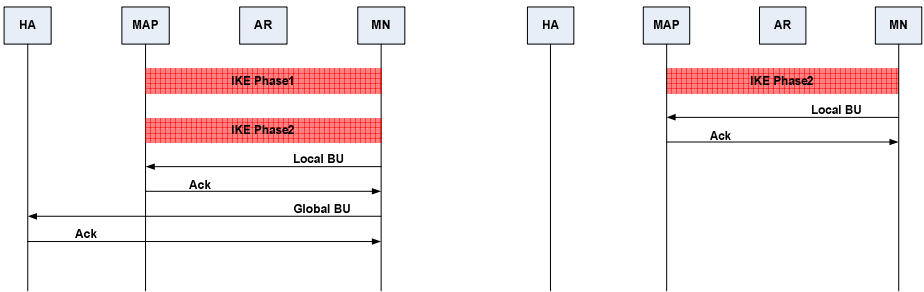 HA MAP AR MN HA MAP AR MN
IKE Phase1 IKE Phase2
IKE Phase2 Local BU
Ack
Local BU
Ack
Global BU
Ack